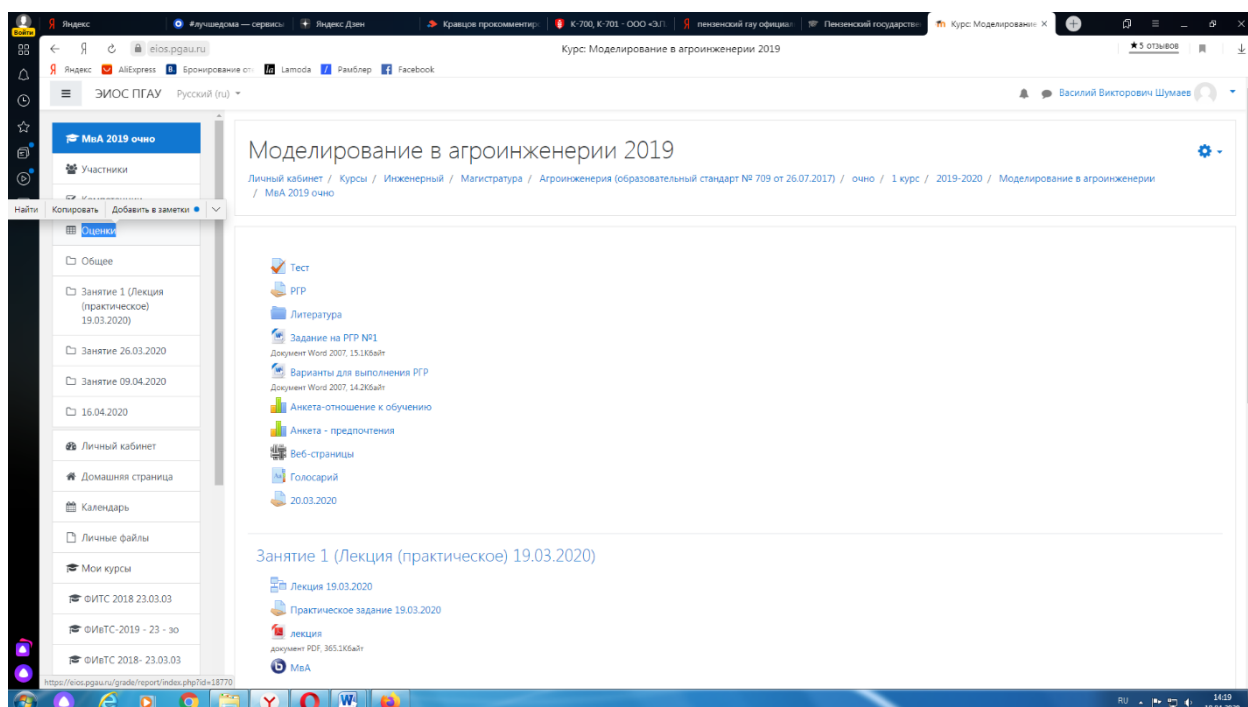 Войти
Яндекс
#лучшедома — сервисы
Яндекс Дзен
Кравцов прокомментир
К-700, К-701 - ООО «Э.П.
пензенский гау официал
Пензенский государстве
Курс: Моделирование
eios.pgau.ru
Курс: Моделирование в агроинженерии 2019
★5 отзывов
Яндекс
AliExpress
Бронирование от
Lamoda
Рамблер
Facebook
ЭИОС ПГАУ
Русский (ru)
Василий Викторович Шумаев
МвА 2019 очно
Участники
Найти
Копировать
Добавить в заметки
Оценки
Общее
Занятие 1 (Лекция
(практическое)
19.03.2020)
Занятие 26.03.2020
Занятие 09.04.2020
16.04.2020
Личный кабинет
Домашняя страница
Календарь
Личные файлы
Мои курсы
ФИТС 2018 23.03.03
ФИвТС-2019 - 23 - зо
ФИвТС 2018- 23.03.03
https://eios.pgau.ru/grade/report/index.php?id=18770
Моделирование в агроинженерии 2019
Личный кабинет / Курсы / Инженерный / Магистратура / Агроинженерия (образовательный стандарт № 709 от 26.07.2017) / очно / 1 курс / 2019-2020 / Моделирование в агроинженерии
/ МвА 2019 очно
Тест
РГР
Литература
Задание на РГР №1
Документ Word 2007, 15.1Кбайт
Варианты для выполнения РГР
Документ Word 2007, 14.2Кбайт
Анкета-отношение к обучению
Анкета - предпочтения
Веб-страницы
Голосарий
20.03.2020
Занятие 1 (Лекция (практическое) 19.03.2020)
Лекция 19.03.2020
Практическое задание 19.03.2020
лекция
документ PDF, 365.1Кбайт
МвА
RU
14:19